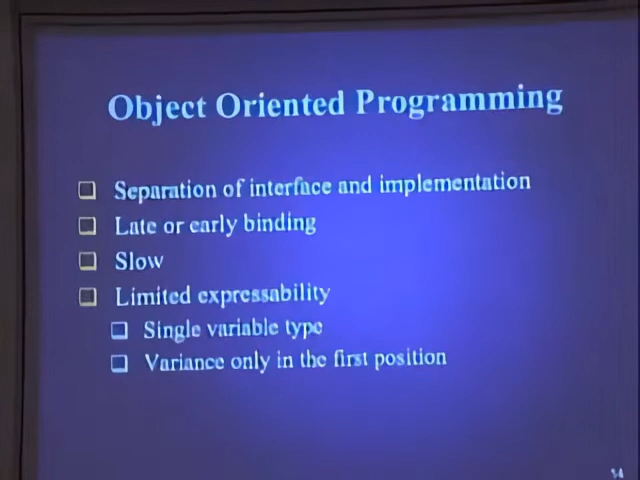 Object Oriented Programming
Separation of interface and implementation
Late or early binding
Slow
Limited expressability
Single variable type
Variance only in the first position
14